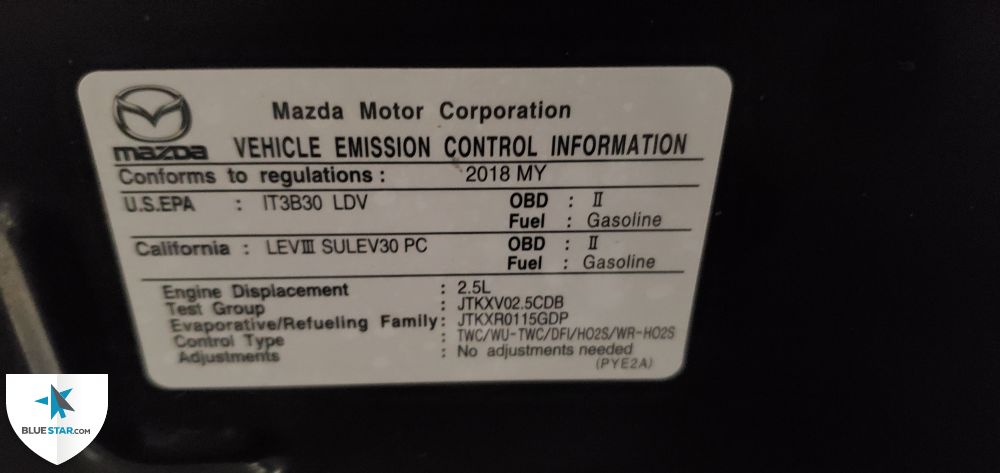 Mazda Motor Corporation
mazda VEHICLE EMISSION CONTROL INFORMATION
Conforms to regulations : 2018 MY
U.S.EPA : IT3B30 LDV OBD : II
Fuel : Gasoline
California : LEVIII SULEV30 PC OBD : II
Fuel : Gasoline
Engine Displacement : 2.5L
Test Group : JTKXV02.5CDB
Evaporative/Refueling Family : JTKXR0115GDP
Control Type : TWC/WU-TWC/DFI/HO2S/WR-HO2S
Adjustments : No adjustments needed
(PYE2A)
BLUESTAR.COM